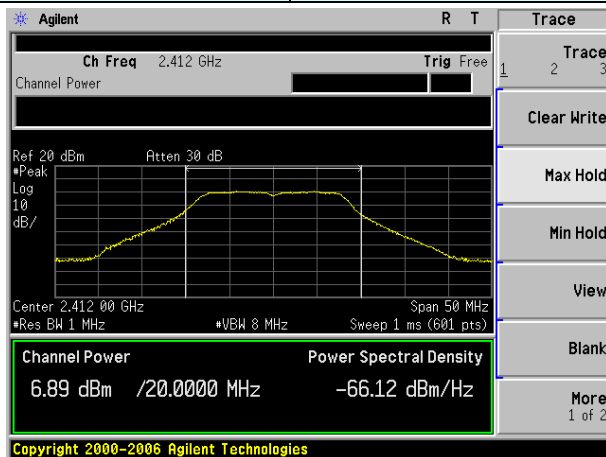 Agilent R T Trace
Ch Freq 2.412 GHz Trig Free
Channel Power
Trace
1 2 3
Clear Write
Ref 20 dBm Atten 30 dB
#Peak
Log
10
dB/
Max Hold
Min Hold
Center 2.412 00 GHz Span 50 MHz
#Res BW 1 MHz #VBW 8 MHz Sweep 1 ms (601 pts)
View
Channel Power Power Spectral Density
6.89 dBm /20.0000 MHz -66.12 dBm/Hz
Blank
More
1 of 2
Copyright 2000-2006 Agilent Technologies